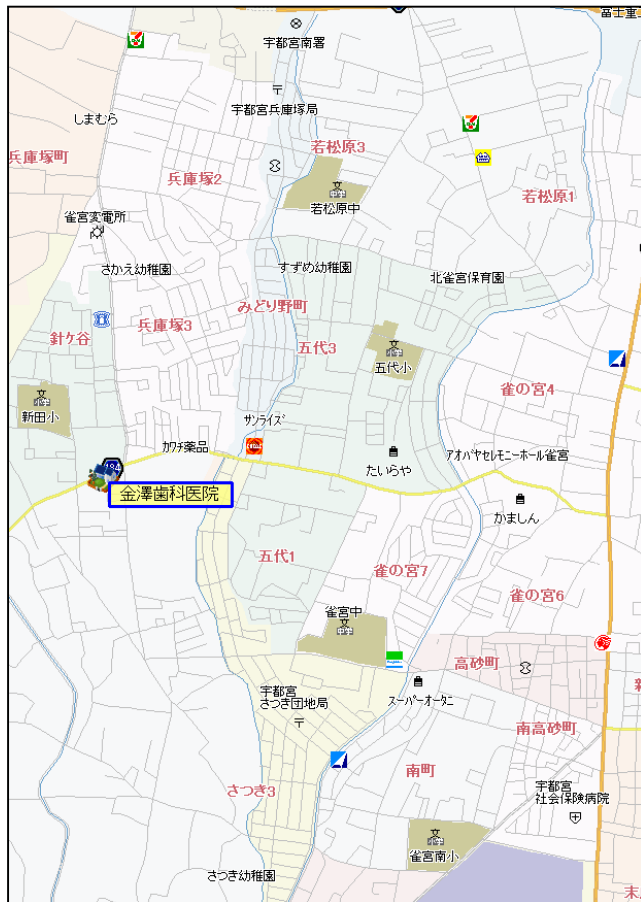 富士重
宇都宮南署
宇都宮兵庫塚局
しまむら
若松原3
兵庫塚町
兵庫塚2
若松原1
若松原中
雀宮変電所
さかえ幼稚園
すずめ幼稚園
北雀宮保育園
みどり野町
兵庫塚3
針ケ谷
五代3
五代小
雀の宮4
新田小
サンライズ
カワチ薬品
たいらや
アオバヤセレモニーホール雀宮
金澤歯科医院
かましん
五代1
雀の宮7
雀の宮6
雀宮中
高砂町
スーパーオータニ
宇都宮
さつき団地局
南高砂町
南町
さつき3
宇都宮
社会保険病院
雀宮南小
さつき幼稚園